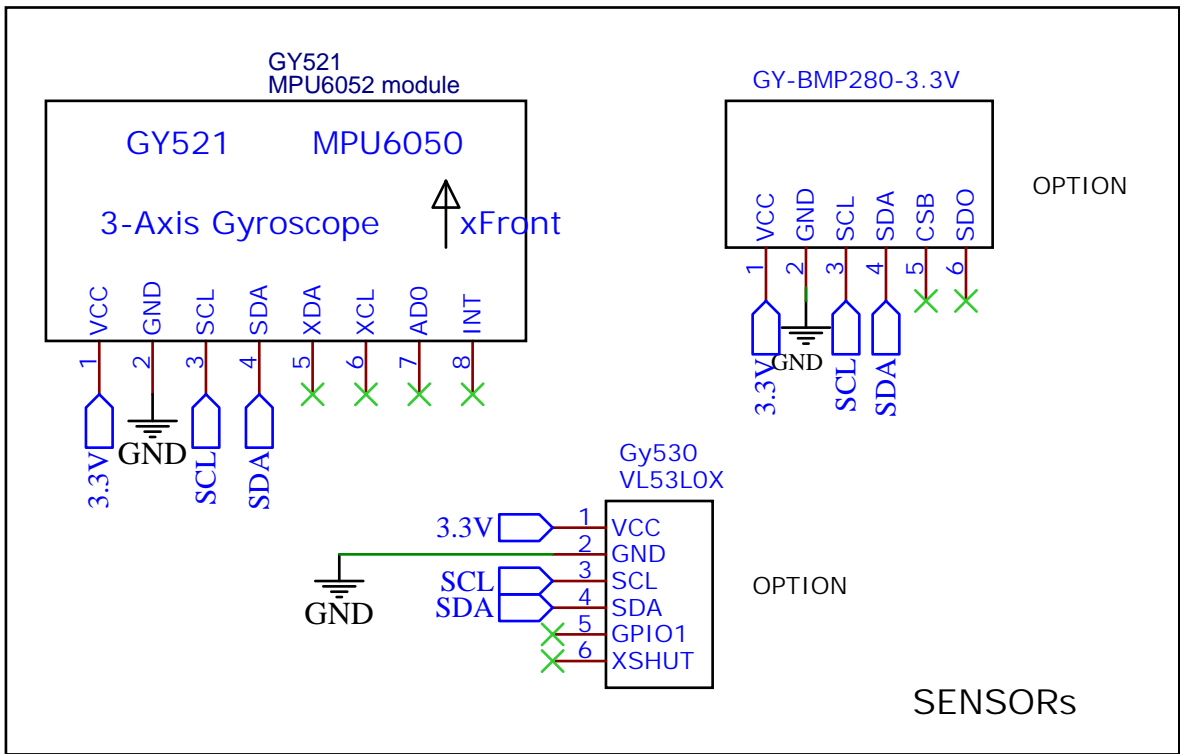 GY521
MPU6052 module
GY521 MPU6050
3-Axis Gyroscope xFront
VCC GND SCL SDA XDA XCL AD0 INT
1 2 3 4 5 6 7 8
3.3V GND SCL SDA
GY-BMP280-3.3V
OPTION
VCC GND SCL SDA CSB SDO
1 2 3 4 5 6
3.3V GND SCL SDA
Gy530
VL53L0X
3.3V 1 VCC
2 GND
GND
SCL 3 SCL
SDA 4 SDA
5 GPIO1
6 XSHUT
OPTION
SENSORs